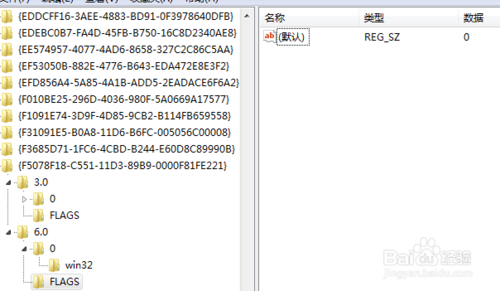 名称 类型 数据
{EDDCFF16-3AEE-4883-BD91-0F3978640DFB}
(默认) REG_SZ 0
{EDEBC0B7-FA4D-45FB-B750-16C8D2340AE8}
{EE574957-4077-4AD6-8658-327C2C86C5AA}
{EF53050B-882E-4776-B643-EDA472E8E3F2}
{EFD856A4-5A85-4A1B-ADD5-2EADACE6F6A2}
{F010BE25-296D-4036-980F-5A0669A17577}
{F1091E74-3D9F-4D85-9CB2-B114FB659558}
{F31091E5-B0A8-11D6-B6FC-005056C00008}
{F3685D71-1FC6-4CBD-B244-E60D8C89990B}
{F5078F18-C551-11D3-89B9-0000F81FE221}
3.0
0
FLAGS
6.0
0
win32
FLAGS
Baidu 经验
jingyan.baidu.com